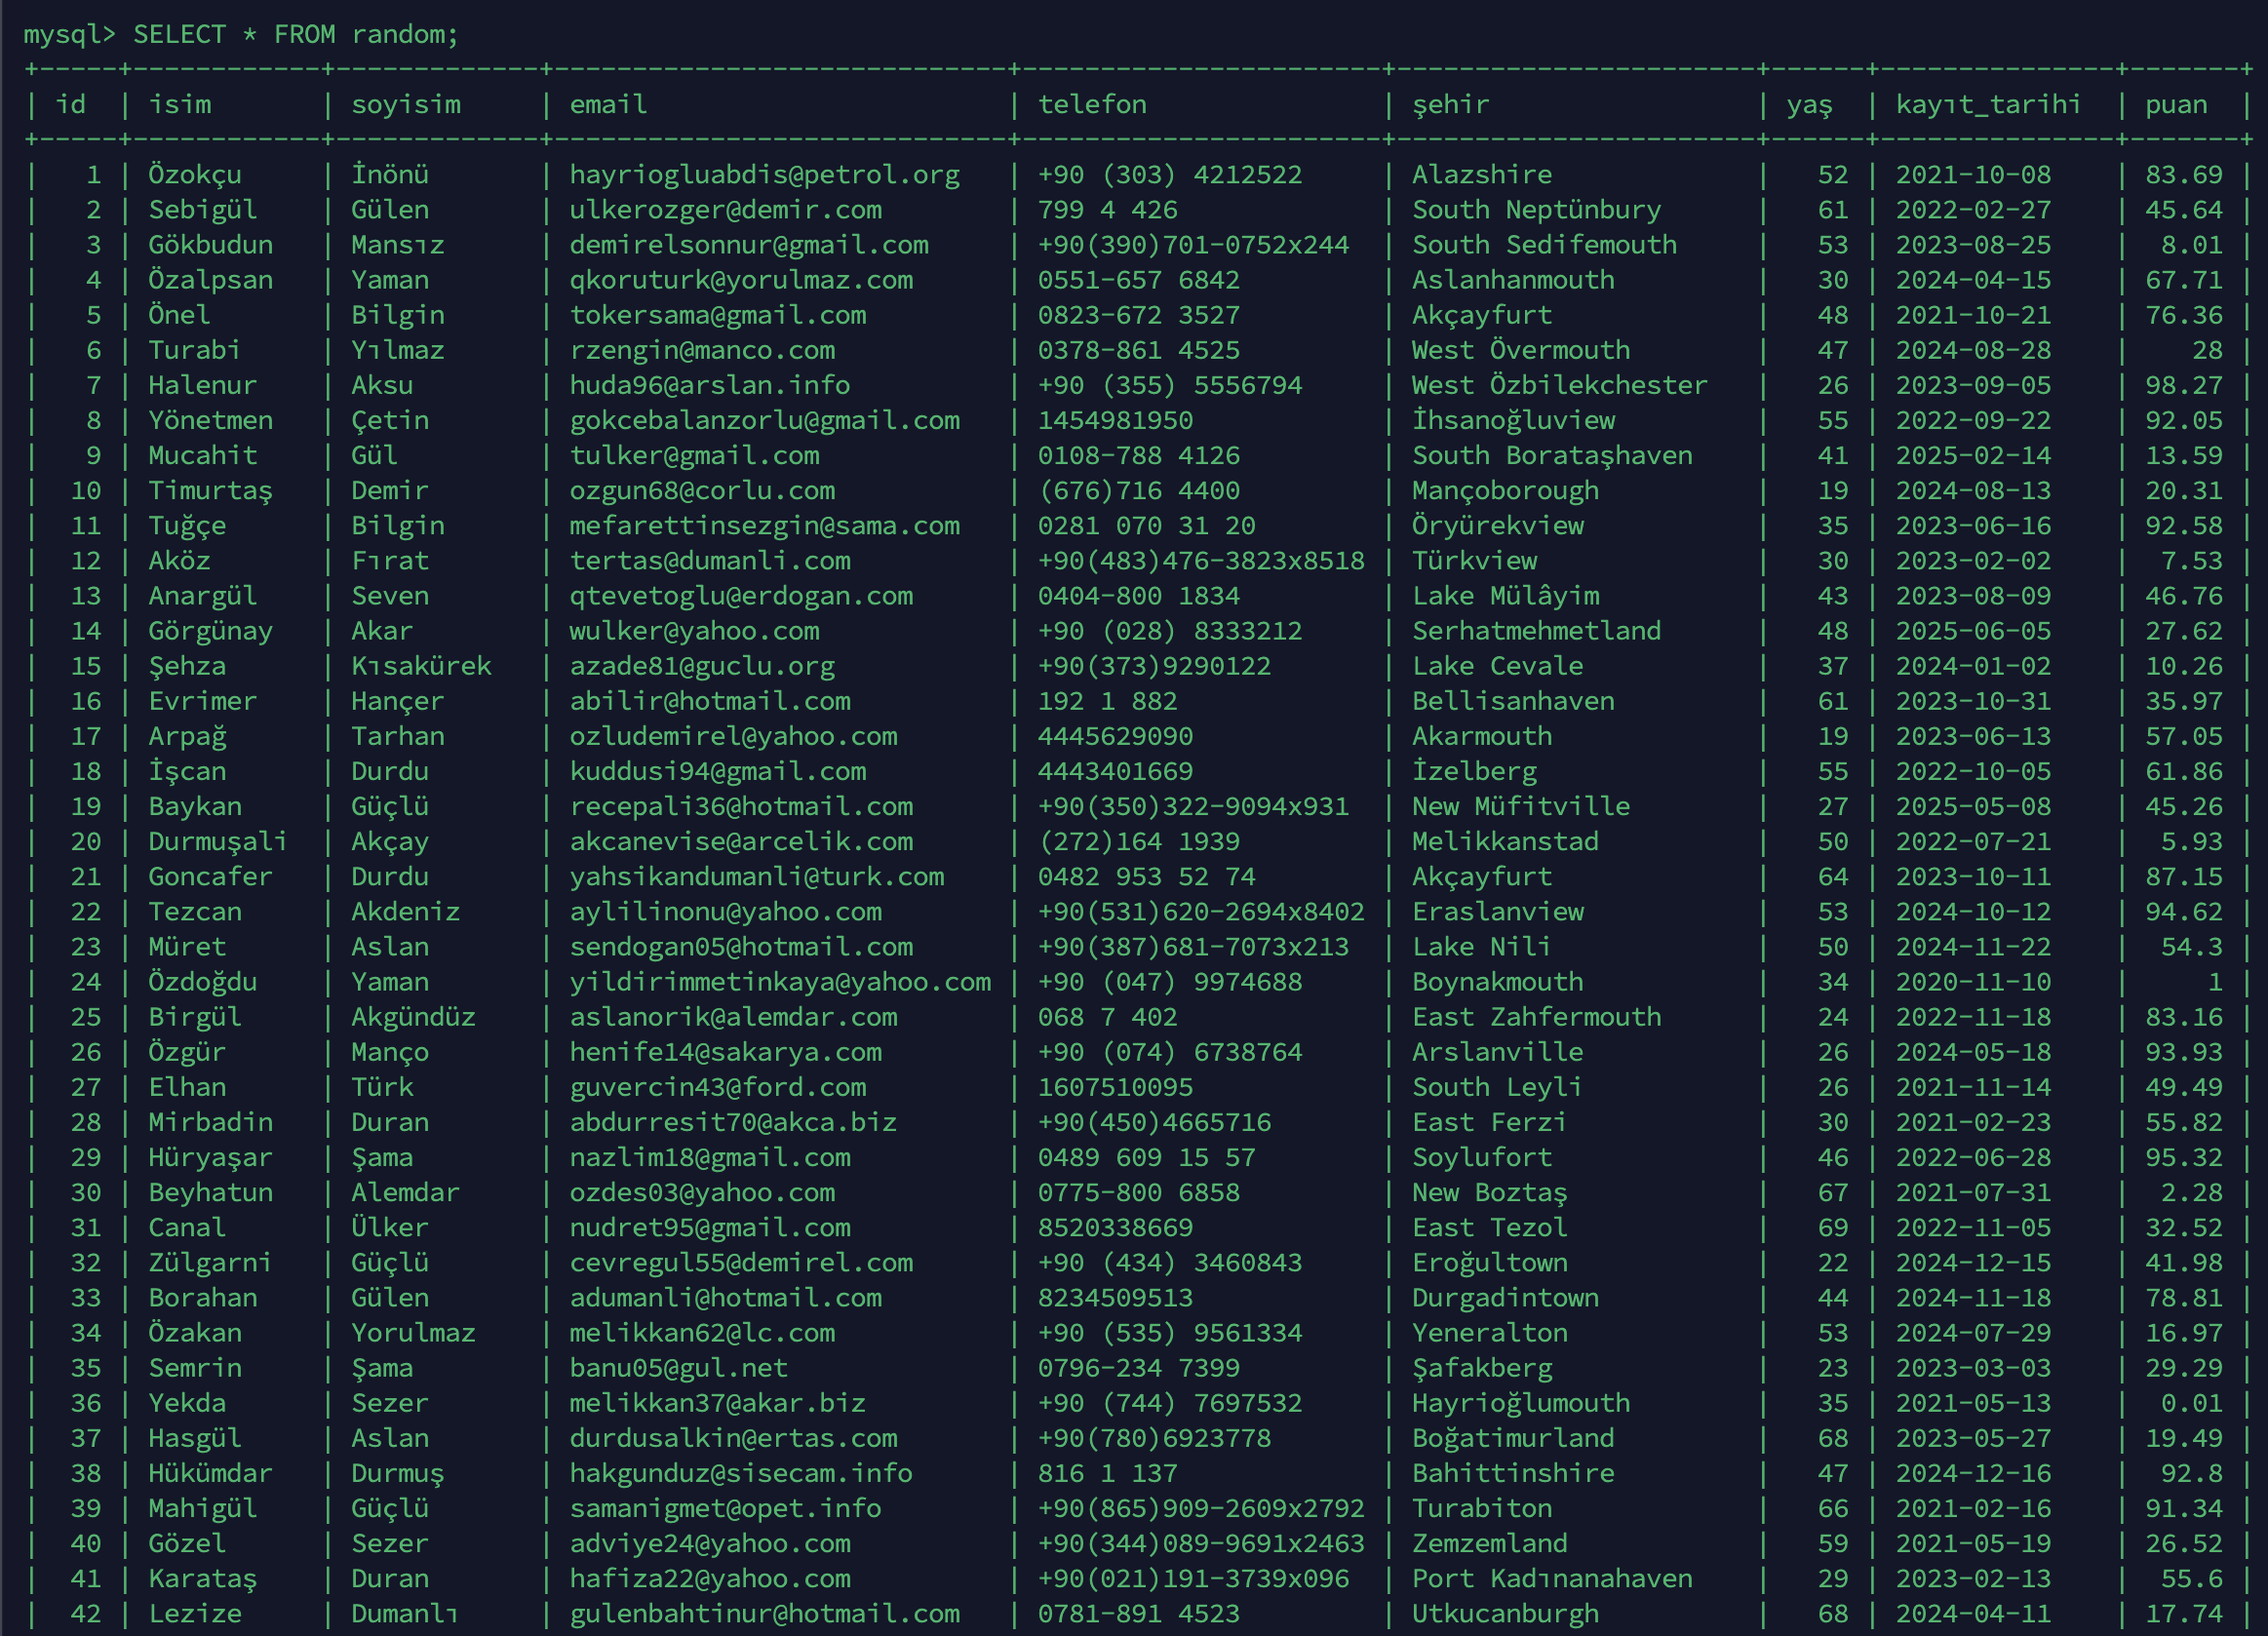 mysql> SELECT * FROM random;
+-----+------------+-------------+-----------------------------+-----------------------+-----------------------+------+---------------+-------+
| id  | isim       | soyisim     | email                       | telefon               | şehir                 | yaş  | kayıt_tarihi  | puan  |
+-----+------------+-------------+-----------------------------+-----------------------+-----------------------+------+---------------+-------+
|   1 | Özokçu     | İnönü       | hayriogluabdis@petrol.org   | +90 (303) 4212522     | Alazshire             |   52 | 2021-10-08    | 83.69 |
|   2 | Sebigül    | Gülen       | ulkerozger@demir.com        | 799 4 426             | South Neptünbury      |   61 | 2022-02-27    | 45.64 |
|   3 | Gökbudun   | Mansız      | demirelsonnur@gmail.com     | +90(390)701-0752x244  | South Sedifemouth     |   53 | 2023-08-25    |  8.01 |
|   4 | Özalpsan   | Yaman       | qkoruturk@yorulmaz.com      | 0551-657 6842         | Aslanhanmouth         |   30 | 2024-04-15    | 67.71 |
|   5 | Önel       | Bilgin      | tokersama@gmail.com         | 0823-672 3527         | Akçayfurt             |   48 | 2021-10-21    | 76.36 |
|   6 | Turabi     | Yılmaz      | rzengin@manco.com           | 0378-861 4525         | West Övermouth        |   47 | 2024-08-28    |    28 |
|   7 | Halenur    | Aksu        | huda96@arslan.info          | +90 (355) 5556794     | West Özbilekchester   |   26 | 2023-09-05    | 98.27 |
|   8 | Yönetmen   | Çetin       | gokcebalanzorlu@gmail.com   | 1454981950            | İhsanoğluview         |   55 | 2022-09-22    | 92.05 |
|   9 | Mucahit    | Gül         | tulker@gmail.com            | 0108-788 4126         | South Borataşhaven    |   41 | 2025-02-14    | 13.59 |
|  10 | Timurtaş   | Demir       | ozgun68@corlu.com           | (676)716 4400         | Mançoborough          |   19 | 2024-08-13    | 20.31 |
|  11 | Tuğçe      | Bilgin      | mefarettinsezgin@sama.com   | 0281 070 31 20        | Öryürekview           |   35 | 2023-06-16    | 92.58 |
|  12 | Aköz       | Fırat       | tertas@dumanli.com          | +90(483)476-3823x8518 | Türkview              |   30 | 2023-02-02    |  7.53 |
|  13 | Anargül    | Seven       | qtevetoglu@erdogan.com      | 0404-800 1834         | Lake Mülâyim          |   43 | 2023-08-09    | 46.76 |
|  14 | Görgünay   | Akar        | wulker@yahoo.com            | +90 (028) 8333212     | Serhatmehmetland      |   48 | 2025-06-05    | 27.62 |
|  15 | Şehza      | Kısakürek   | azade81@guclu.org           | +90(373)9290122       | Lake Cevale           |   37 | 2024-01-02    | 10.26 |
|  16 | Evrimer    | Hançer      | abilir@hotmail.com          | 192 1 882             | Bellisanhaven         |   61 | 2023-10-31    | 35.97 |
|  17 | Arpağ      | Tarhan      | ozludemirel@yahoo.com       | 4445629090            | Akarmouth             |   19 | 2023-06-13    | 57.05 |
|  18 | İşcan      | Durdu       | kuddusi94@gmail.com         | 4443401669            | İzelberg              |   55 | 2022-10-05    | 61.86 |
|  19 | Baykan     | Güçlü       | recepali36@hotmail.com      | +90(350)322-9094x931  | New Müfitville        |   27 | 2025-05-08    | 45.26 |
|  20 | Durmuşali  | Akçay       | akcanevise@arcelik.com      | (272)164 1939         | Melikkanstad          |   50 | 2022-07-21    |  5.93 |
|  21 | Goncafer   | Durdu       | yahsikandumanli@turk.com    | 0482 953 52 74        | Akçayfurt             |   64 | 2023-10-11    | 87.15 |
|  22 | Tezcan     | Akdeniz     | aylilinonu@yahoo.com        | +90(531)620-2694x8402 | Eraslanview           |   53 | 2024-10-12    | 94.62 |
|  23 | Müret      | Aslan       | sendogan05@hotmail.com      | +90(387)681-7073x213  | Lake Nili             |   50 | 2024-11-22    |  54.3 |
|  24 | Özdoğdu    | Yaman       | yildirimmetinkaya@yahoo.com | +90 (047) 9974688     | Boynakmouth           |   34 | 2020-11-10    |     1 |
|  25 | Birgül     | Akgündüz    | aslanorik@alemdar.com       | 068 7 402             | East Zahfermouth      |   24 | 2022-11-18    | 83.16 |
|  26 | Özgür      | Manço       | henife14@sakarya.com        | +90 (074) 6738764     | Arslanville           |   26 | 2024-05-18    | 93.93 |
|  27 | Elhan      | Türk        | guvercin43@ford.com         | 1607510095            | South Leyli           |   26 | 2021-11-14    | 49.49 |
|  28 | Mirbadin   | Duran       | abdurresit70@akca.biz       | +90(450)4665716       | East Ferzi            |   30 | 2021-02-23    | 55.82 |
|  29 | Hüryaşar   | Şama        | nazlim18@gmail.com          | 0489 609 15 57        | Soylufort             |   46 | 2022-06-28    | 95.32 |
|  30 | Beyhatun   | Alemdar     | ozdes03@yahoo.com           | 0775-800 6858         | New Boztaş            |   67 | 2021-07-31    |  2.28 |
|  31 | Canal      | Ülker       | nudret95@gmail.com          | 8520338669            | East Tezol            |   69 | 2022-11-05    | 32.52 |
|  32 | Zülgarni   | Güçlü       | cevregul55@demirel.com      | +90 (434) 3460843     | Eroğultown            |   22 | 2024-12-15    | 41.98 |
|  33 | Borahan    | Gülen       | adumanli@hotmail.com        | 8234509513            | Durgadintown          |   44 | 2024-11-18    | 78.81 |
|  34 | Özakan     | Yorulmaz    | melikkan62@lc.com           | +90 (535) 9561334     | Yeneralton            |   53 | 2024-07-29    | 16.97 |
|  35 | Semrin     | Şama        | banu05@gul.net              | 0796-234 7399         | Şafakberg             |   23 | 2023-03-03    | 29.29 |
|  36 | Yekda      | Sezer       | melikkan37@akar.biz         | +90 (744) 7697532     | Hayrioğlumouth        |   35 | 2021-05-13    |  0.01 |
|  37 | Hasgül     | Aslan       | durdusalkin@ertas.com       | +90(780)6923778       | Boğatimurland         |   68 | 2023-05-27    | 19.49 |
|  38 | Hükümdar   | Durmuş      | hakgunduz@sisecam.info      | 816 1 137             | Bahittinshire         |   47 | 2024-12-16    |  92.8 |
|  39 | Mahigül    | Güçlü       | samanigmet@opet.info        | +90(865)909-2609x2792 | Turabiton             |   66 | 2021-02-16    | 91.34 |
|  40 | Gözel      | Sezer       | adviye24@yahoo.com          | +90(344)089-9691x2463 | Zemzemland            |   59 | 2021-05-19    | 26.52 |
|  41 | Karataş    | Duran       | hafiza22@yahoo.com          | +90(021)191-3739x096  | Port Kadınanahaven    |   29 | 2023-02-13    |  55.6 |
|  42 | Lezize     | Dumanlı     | gulenbahtinur@hotmail.com   | 0781-891 4523         | Utkucanburgh          |   68 | 2024-04-11    | 17.74 |